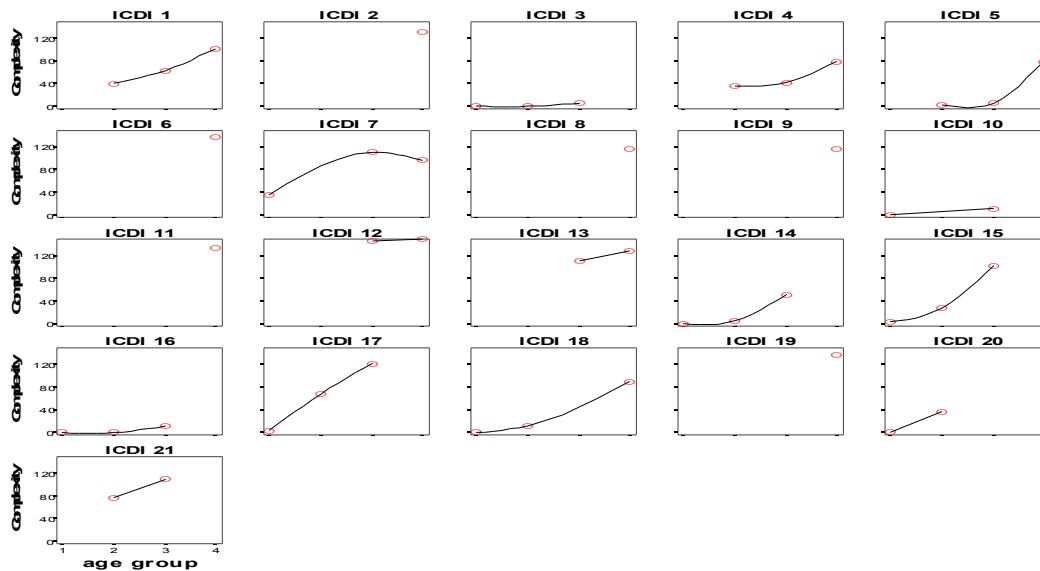 ICDI 1 ICDI 2 ICDI 3 ICDI 4 ICDI 5
Complexity
120
80
40
0
ICDI 6 ICDI 7 ICDI 8 ICDI 9 ICDI 10
Complexity
120
80
40
0
ICDI 11 ICDI 12 ICDI 13 ICDI 14 ICDI 15
Complexity
120
80
40
0
ICDI 16 ICDI 17 ICDI 18 ICDI 19 ICDI 20
Complexity
120
80
40
0
ICDI 21
Complexity
120
80
40
0
1 2 3 4
age group